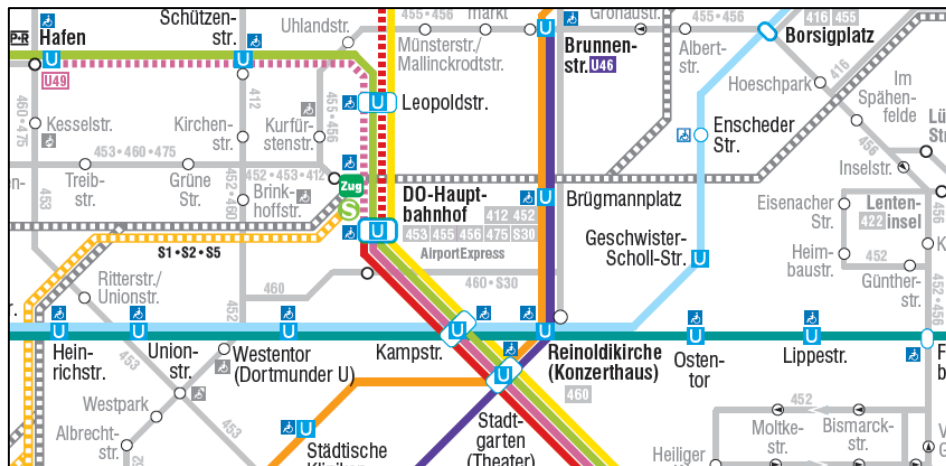 455•456
markt
Gronaustr.
455•456
416 455
P+R
Hafen
U
Schützen-
str.
U
Uhlandstr.
Münsterstr./
Mallinckrodtstr.
U
Brunnen-
str. U46
Albert-
str.
Borsigplatz
U49
412
455•456
U
Leopoldstr.
Hoeschpark
416
Im
Spähen-
felde
460•475
Kesselstr.
Kirchen-
str.
Kurfür-
stenstr.
Enscheder
Str.
456
Inselstr.
453•460•475
452•453•412
Treib-
str.
Grüne
Str.
452•460
Brink-
hoffstr.
Zug
S
U
DO-Haupt-
bahnhof
412 452
453 455 456 475 S30
AirportExpress
U
Brügmannplatz
Eisenacher
Str.
Lenten-
422 insel
456
453
S1•S2•S5
Geschwister-
Scholl-Str.
U
Heim-
baustr.
452
Günther-
str.
452•456
Ritterstr./
Unionstr.
460
460•S30
452
U
Hein-
richstr.
U
Union-
str.
U
Westentor
(Dortmunder U)
Kampstr.
U
U
Reinoldikirche
(Konzerthaus)
460
U
Osten-
tor
U
Lippestr.
453
U
Westpark
453
Albrecht-
str.
U
Städtische
Stadt-
garten
(Theater)
452
Moltke-
str.
Bismarck-
str.
Heiliger